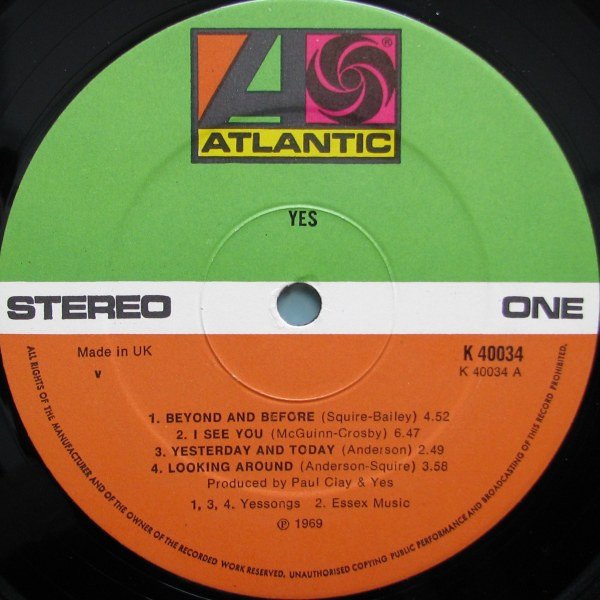 ®
ATLANTIC
YES
STEREO ONE
Made in UK K 40034
v K 40034 A
1. BEYOND AND BEFORE (Squire-Bailey) 4.52
2. I SEE YOU (McGuinn-Crosby) 6.47
3. YESTERDAY AND TODAY (Anderson) 2.49
4. LOOKING AROUND (Anderson-Squire) 3.58
Produced by Paul Clay & Yes
1, 3, 4. Yessongs 2. Essex Music
℗ 1969
ALL RIGHTS OF THE MANUFACTURER AND OF THE OWNER OF THE RECORDED WORK RESERVED. UNAUTHORISED COPYING PUBLIC PERFORMANCE AND BROADCASTING OF THIS RECORD PROHIBITED.